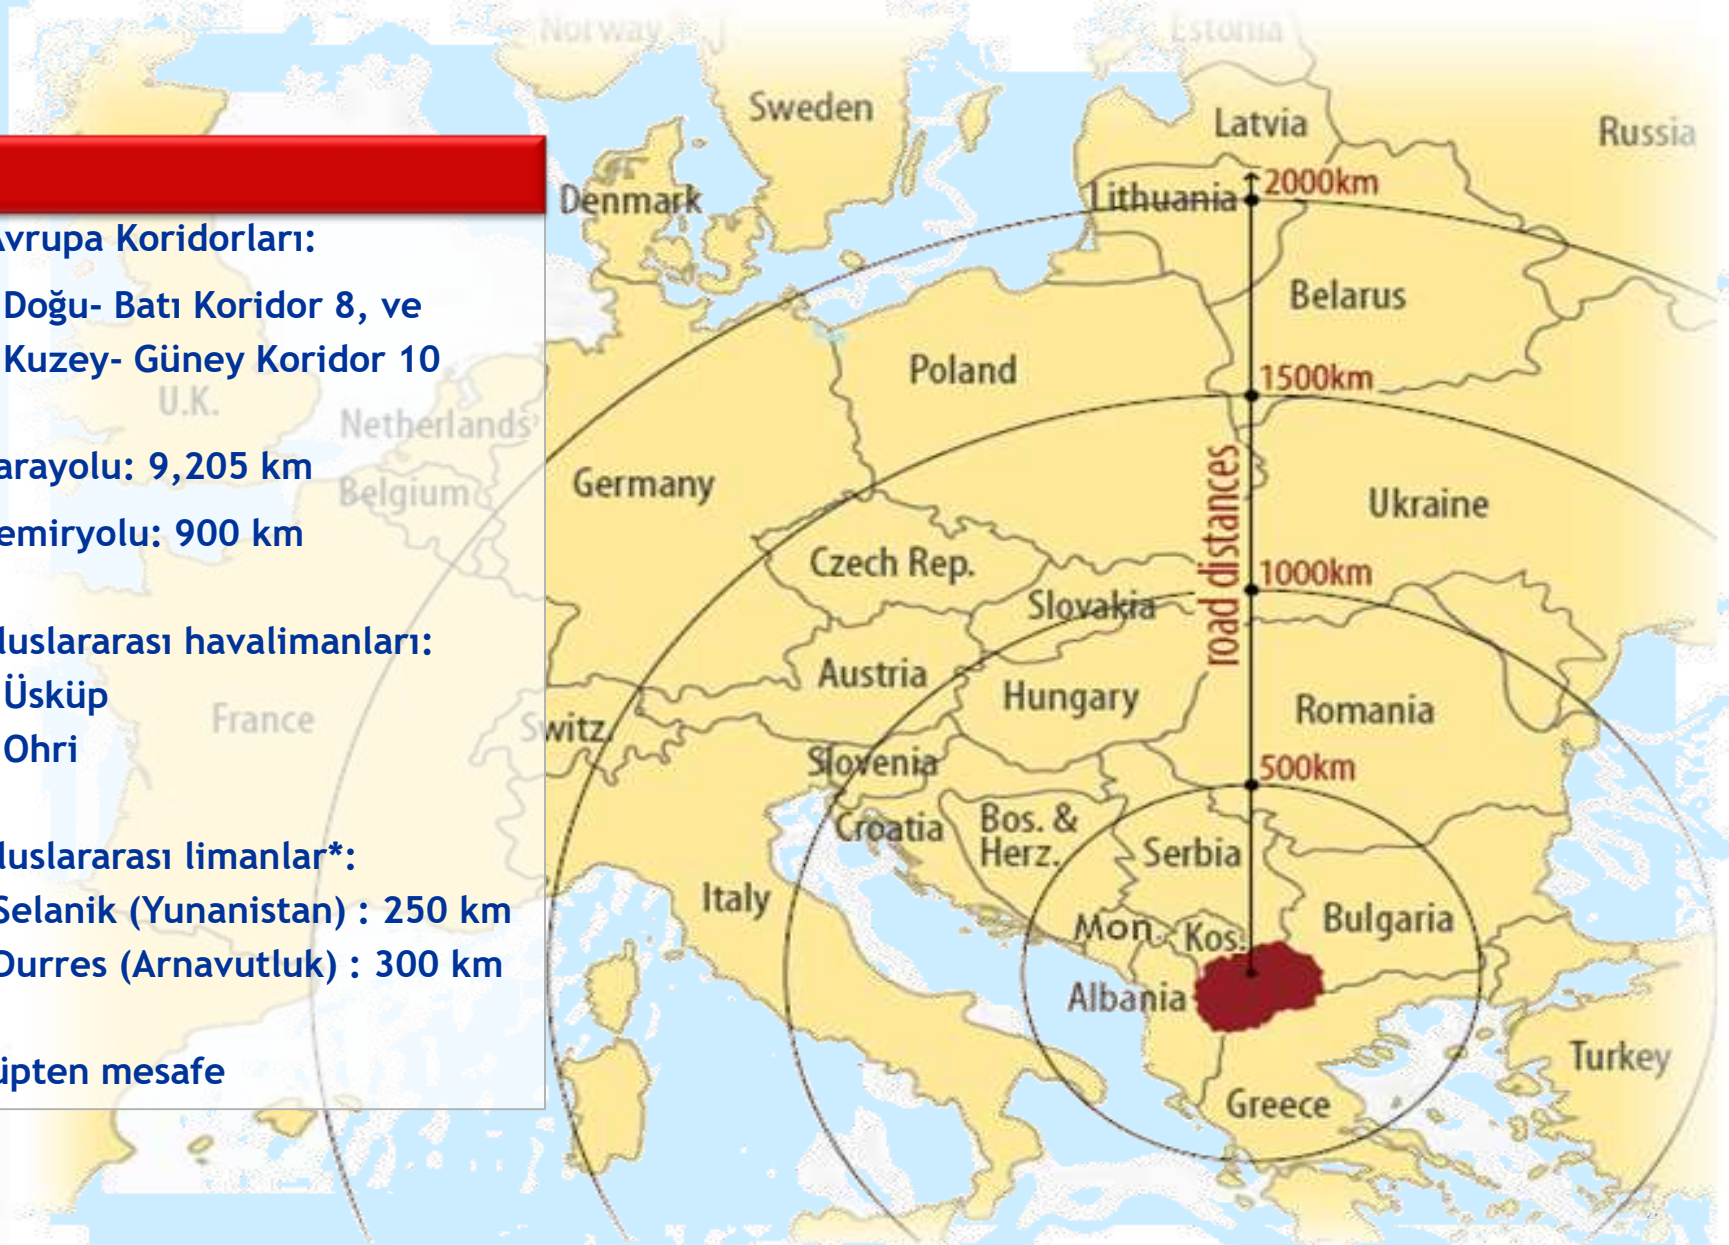 Avrupa Koridorları:
Doğu- Batı Koridor 8, ve
Kuzey- Güney Koridor 10
arayolu: 9,205 km
emiryolu: 900 km
luslararası havalimanları:
Üsküp
Ohri
luslararası limanlar*:
Selanik (Yunanistan) : 250 km
Durres (Arnavutluk) : 300 km
üpten mesafe
Norway
Estonia
Sweden
Latvia
Russia
Denmark
Lithuania
2000km
Belarus
Poland
1500km
U.K.
Netherlands
Belgium
Germany
Ukraine
road distances
Czech Rep.
1000km
Slovakia
Austria
Hungary
Romania
France
Switz.
Slovenia
500km
Croatia
Bos. &
Herz.
Serbia
Italy
Mon.
Kos.
Bulgaria
Albania
Turkey
Greece